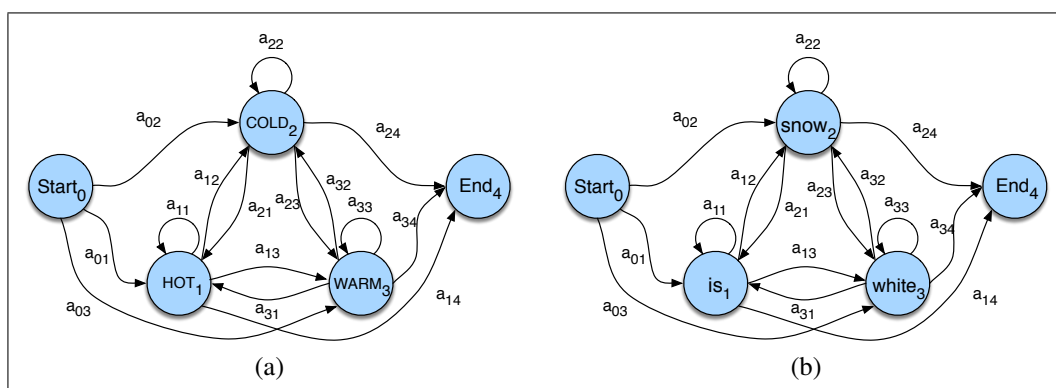 a22
a02
COLD2
a24
Start0
End4
a12
a32
a21
a23
a11
a33
a34
a01
a13
HOT1
WARM3
a14
a03
a31
(a)
a22
a02
snow2
a24
Start0
End4
a12
a32
a23
a11
a21
a33
a34
a01
a13
is1
white3
a14
a03
a31
(b)